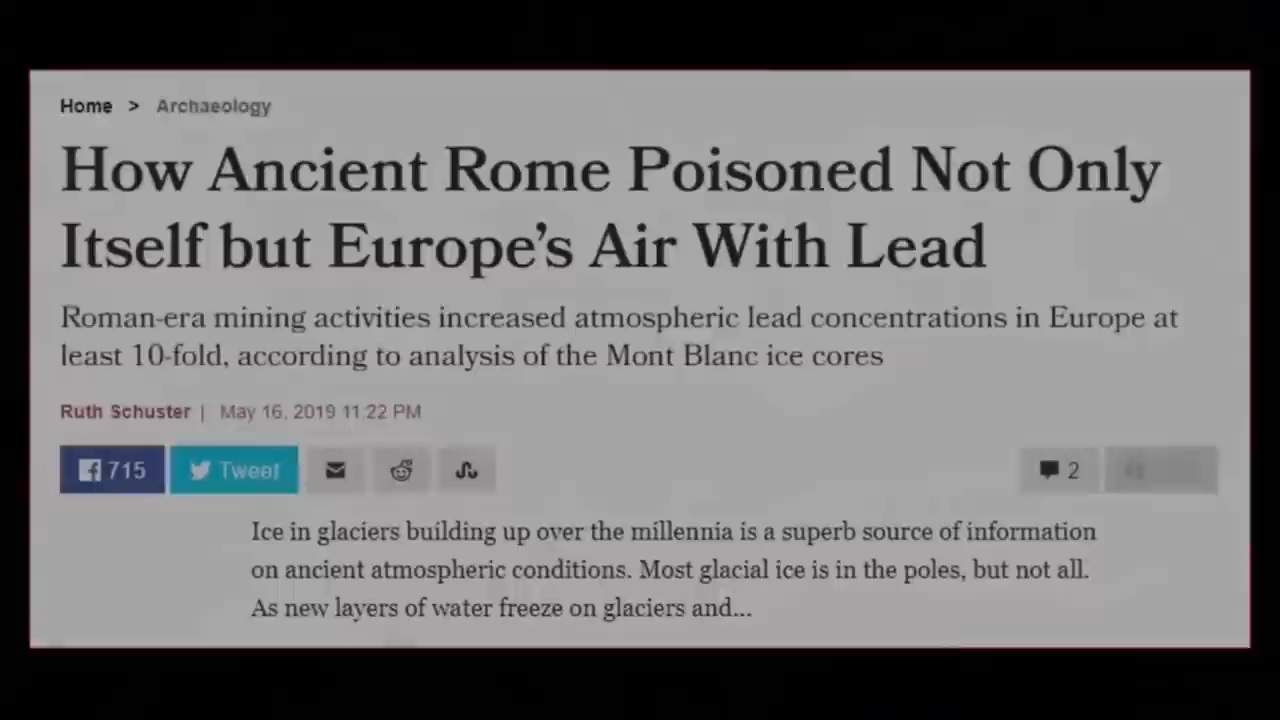 Home > Archaeology
How Ancient Rome Poisoned Not Only
Itself but Europe's Air With Lead
Roman-era mining activities increased atmospheric lead concentrations in Europe at
least 10-fold, according to analysis of the Mont Blanc ice cores
Ruth Schuster | May 16, 2019 11:22 PM
715 Tweet 2
Ice in glaciers building up over the millennia is a superb source of information
on ancient atmospheric conditions. Most glacial ice is in the poles, but not all.
As new layers of water freeze on glaciers and...